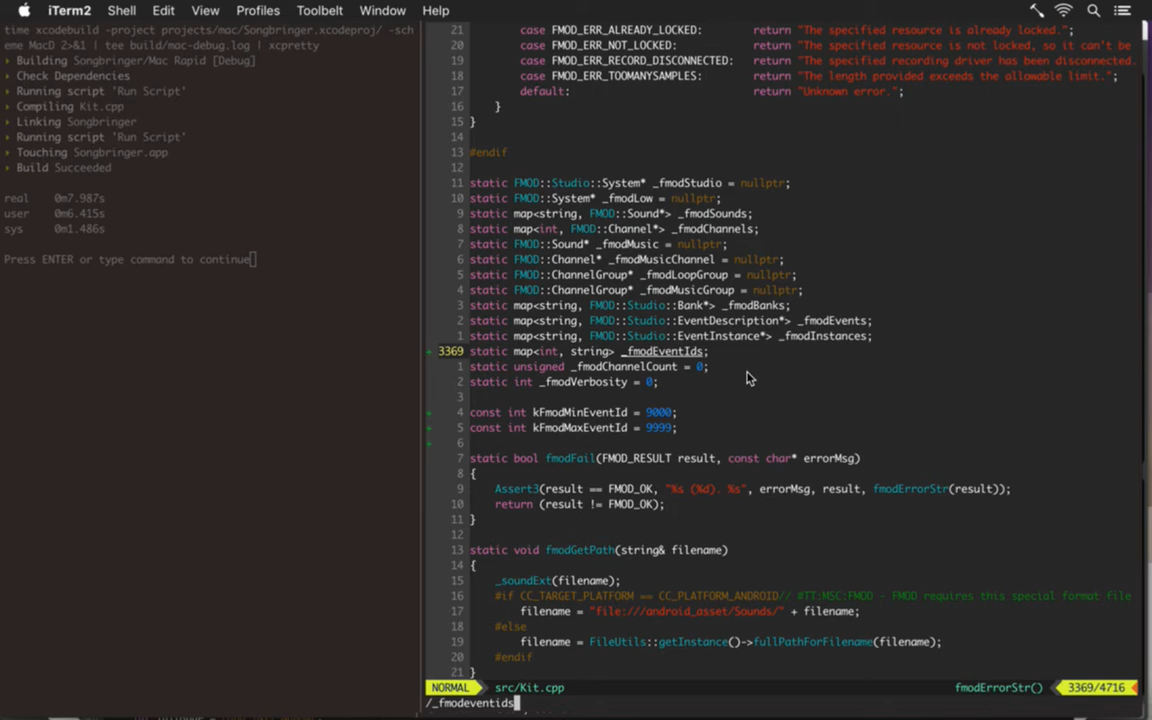 iTerm2 Shell Edit View Profiles Toolbelt Window Help
time xcodebuild -project projects/mac/Songbringer.xcodeproj/ -sch
eme MacD 2>&1 | tee build/mac-debug.log | xcpretty
Building Songbringer/Mac Rapid [Debug]
Check Dependencies
Running script 'Run Script'
Compiling Kit.cpp
Linking Songbringer
Running script 'Run Script'
Touching Songbringer.app
Build Succeeded
real 0m7.987s
user 0m6.415s
sys 0m1.486s
Press ENTER or type command to continue
21 case FMOD_ERR_ALREADY_LOCKED: return "The specified resource is already locked.";
20 case FMOD_ERR_NOT_LOCKED: return "The specified resource is not locked, so it can't be
19 case FMOD_ERR_RECORD_DISCONNECTED: return "The specified recording driver has been disconnected.
18 case FMOD_ERR_TOOMANYSAMPLES: return "The length provided exceeds the allowable limit.";
17 default: return "Unknown error.";
16 }
15 }
14
13 #endif
12
11 static FMOD::Studio::System* _fmodStudio = nullptr;
10 static FMOD::System* _fmodLow = nullptr;
9 static map<string, FMOD::Sound*> _fmodSounds;
8 static map<int, FMOD::Channel*> _fmodChannels;
7 static FMOD::Sound* _fmodMusic = nullptr;
6 static FMOD::Channel* _fmodMusicChannel = nullptr;
5 static FMOD::ChannelGroup* _fmodLoopGroup = nullptr;
4 static FMOD::ChannelGroup* _fmodMusicGroup = nullptr;
3 static map<string, FMOD::Studio::Bank*> _fmodBanks;
2 static map<string, FMOD::Studio::EventDescription*> _fmodEvents;
1 static map<string, FMOD::Studio::EventInstance*> _fmodInstances;
+ 3369 static map<int, string> _fmodEventIds;
1 static unsigned _fmodChannelCount = 0;
2 static int _fmodVerbosity = 0;
3
+ 4 const int kFmodMinEventId = 9000;
+ 5 const int kFmodMaxEventId = 9999;
+ 6
7 static bool fmodFail(FMOD_RESULT result, const char* errorMsg)
8 {
9 Assert3(result == FMOD_OK, "%s (%d). %s", errorMsg, result, fmodErrorStr(result));
10 return (result != FMOD_OK);
11 }
12
13 static void fmodGetPath(string& filename)
14 {
15 _soundExt(filename);
16 #if CC_TARGET_PLATFORM == CC_PLATFORM_ANDROID// #TT:MSC:FMOD - FMOD requires this special format file
17 filename = "file:///android_asset/Sounds/" + filename;
18 #else
19 filename = FileUtils::getInstance()->fullPathForFilename(filename);
20 #endif
21 }
NORMAL src/Kit.cpp fmodErrorStr() 3369/4716
/_fmodeventids